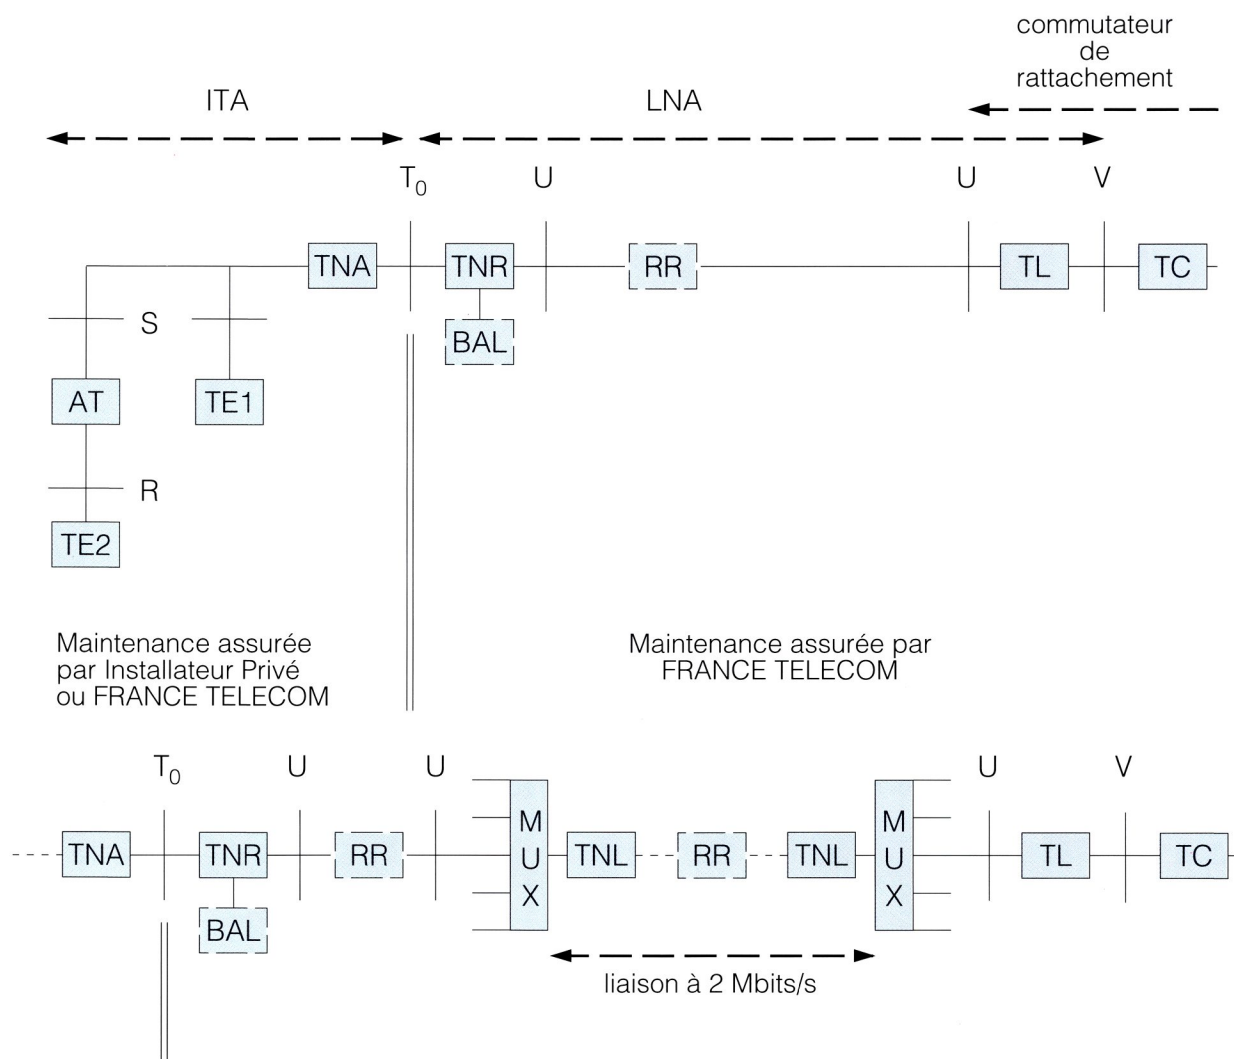 commutateur
de
rattachement
ITA
LNA
T0
U
U
V
TNA
TNR
RR
TL
TC
S
BAL
AT
TE1
R
TE2
Maintenance assurée
par Installateur Privé
ou FRANCE TELECOM
Maintenance assurée par
FRANCE TELECOM
T0
U
U
U
V
TNA
TNR
RR
MUX
TNL
RR
TNL
MUX
TL
TC
BAL
liaison à 2 Mbits/s